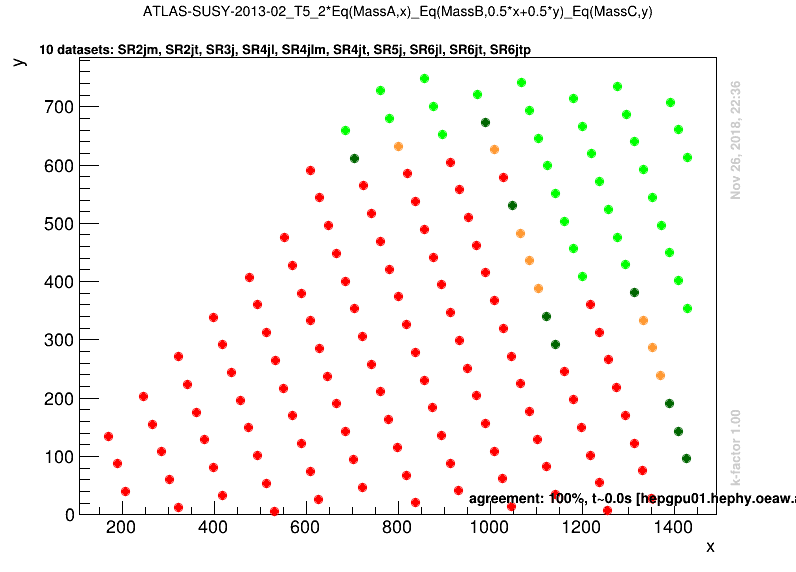 ATLAS-SUSY-2013-02_T5_2*Eq(MassA,x)_Eq(MassB,0.5*x+0.5*y)_Eq(MassC,y)
10 datasets: SR2jm, SR2jt, SR3j, SR4jl, SR4jlm, SR4jt, SR5j, SR6jl, SR6jt, SR6jtp
y
700
600
500
400
300
200
100
0
200
400
600
800
1000
1200
1400
x
agreement: 100%, t~0.0s [hepgpu01.hephy.oeaw.a
Nov 26, 2018, 22:36
k-factor 1.00